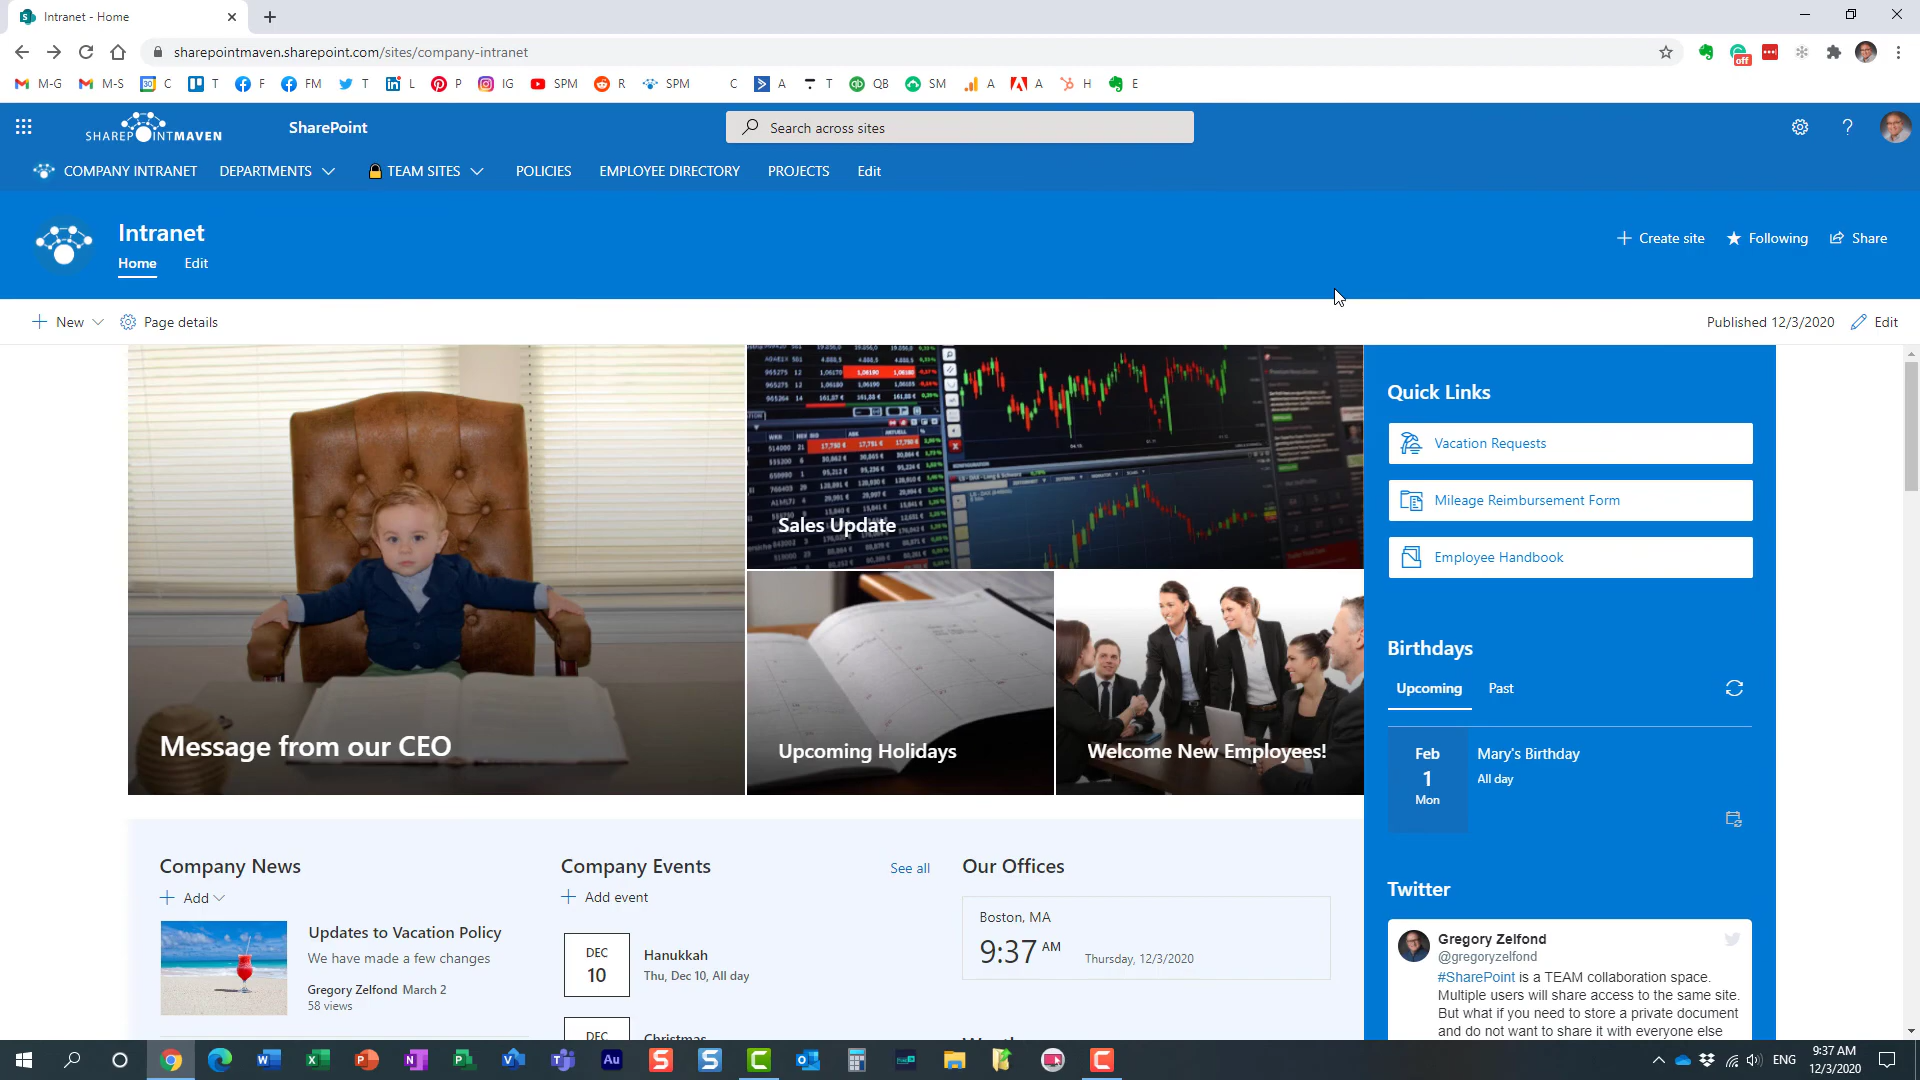 Intranet - Home
sharepointmaven.sharepoint.com/sites/company-intranet
off
M-G M-S C T F FM T L P IG SPM R SPM C A T QB SM A A H E
SHAREPOINTMAVEN SharePoint Search across sites
COMPANY INTRANET DEPARTMENTS TEAM SITES POLICIES EMPLOYEE DIRECTORY PROJECTS Edit
Intranet
Home Edit
Create site Following Share
New Page details Published 12/3/2020 Edit
Message from our CEO
Sales Update
Upcoming Holidays
Welcome New Employees!
Quick Links
Vacation Requests
Mileage Reimbursement Form
Employee Handbook
Birthdays
Upcoming Past
Feb
1
Mon
Mary's Birthday
All day
Company News
Add
Updates to Vacation Policy
We have made a few changes
Gregory Zelfond March 2
58 views
Company Events See all
Add event
DEC
10
Hanukkah
Thu, Dec 10, All day
DEC
Christmas
Our Offices
Boston, MA
9:37 AM
Thursday, 12/3/2020
Twitter
Gregory Zelfond
@gregoryzelfond
#SharePoint is a TEAM collaboration space.
Multiple users will share access to the same site.
But what if you need to store a private document
and do not want to share it with everyone else
ENG
9:37 AM
12/3/2020